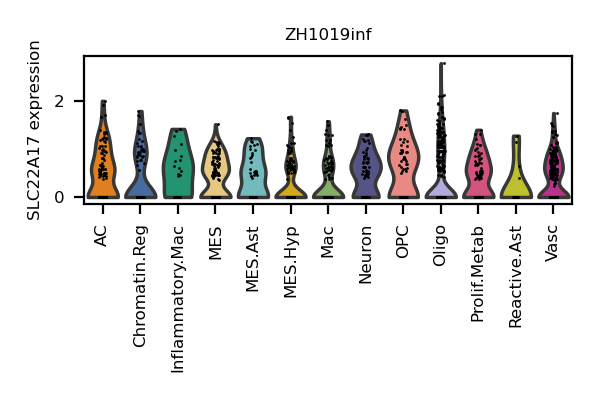 ZH1019inf
SLC22A17 expression
2
0
AC
Chromatin.Reg
Inflammatory.Mac
MES
MES.Ast
MES.Hyp
Mac
Neuron
OPC
Oligo
Prolif.Metab
Reactive.Ast
Vasc